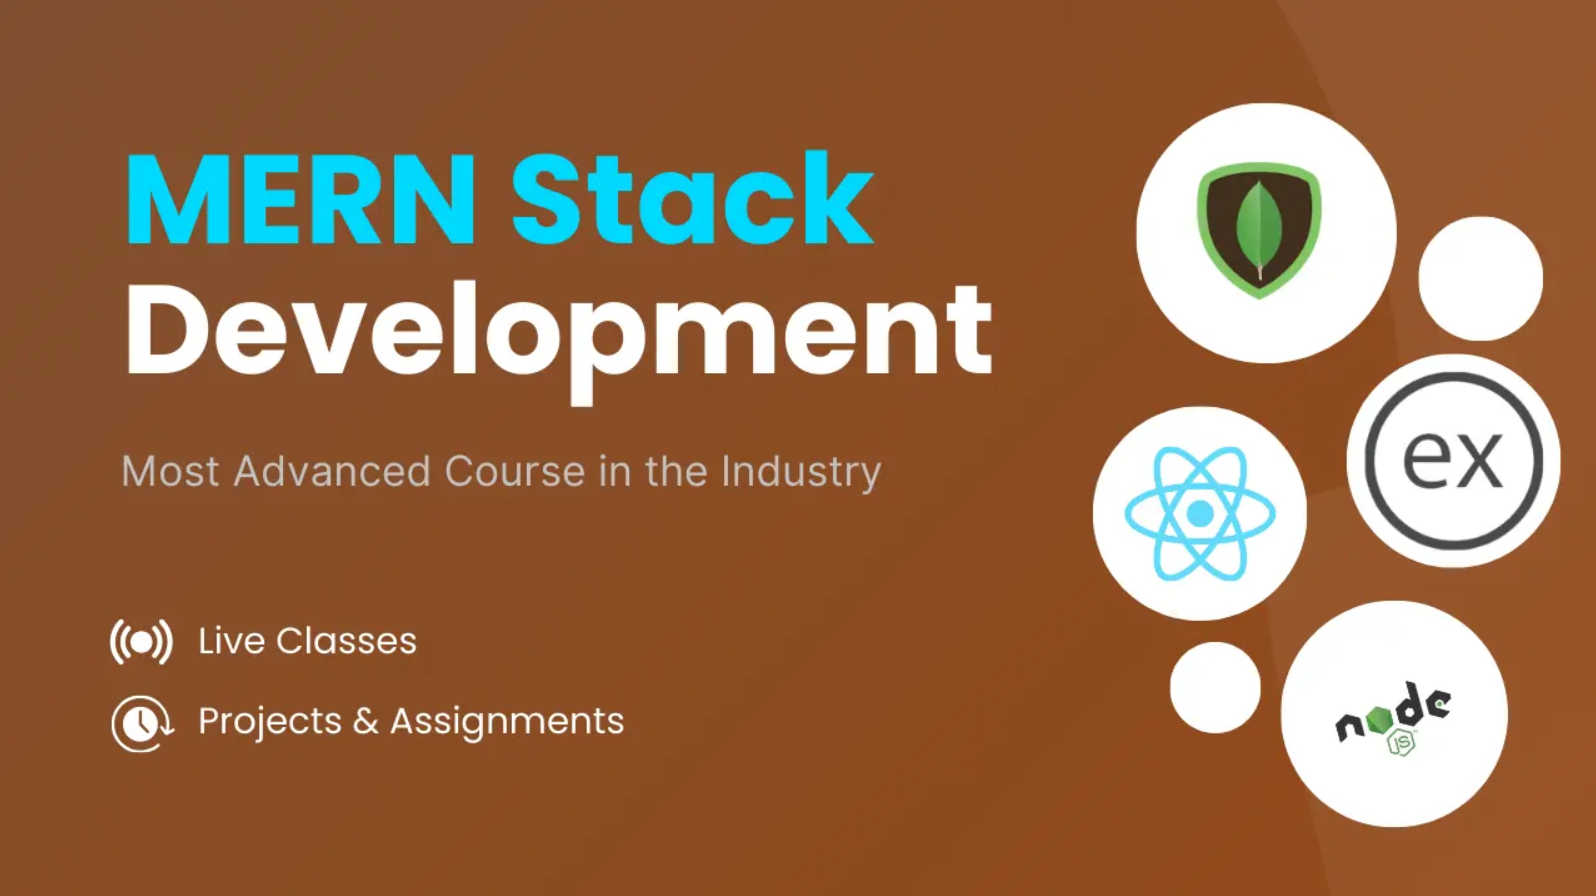 MERN Stack
Development
Most Advanced Course in the Industry
Live Classes
Projects & Assignments
ex
node
JS